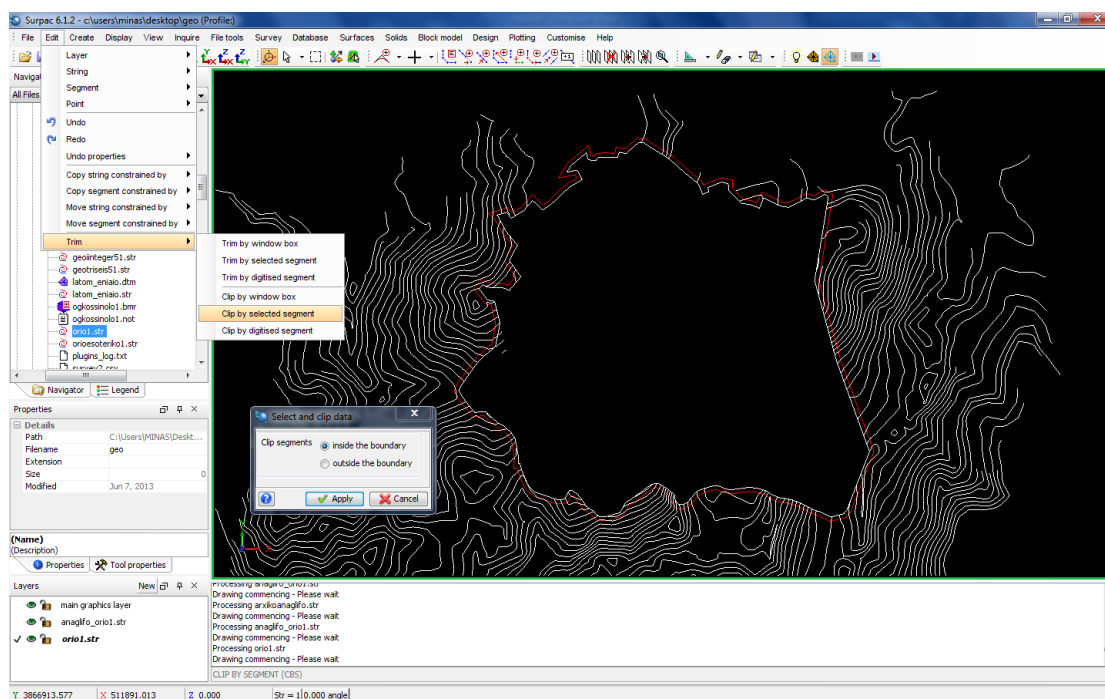 Surpac 6.1.2 - c:\users\minas\desktop\geo (Profile):
File Edit Create Display View Inquire File tools Survey Database Surfaces Solids Block model Design Plotting Customise Help
Layer
String
Segment
Point
Undo
Redo
Undo properties
Copy string constrained by
Copy segment constrained by
Move string constrained by
Move segment constrained by
Trim
Trim by window box
Trim by selected segment
Trim by digitised segment
Clip by window box
Clip by selected segment
Clip by digitised segment
All Files
geoiinteger51.str
geotriseis51.str
latom_eniaio.dtm
latom_eniaio.str
ogkossinolo1.bmr
ogkossinolo1.not
orio1.str
orioesoteriko1.str
plugins_log.txt
Navigator Legend
Select and clip data
Clip segments inside the boundary
outside the boundary
Apply Cancel
Properties
Details
Path C:\Users\MINAS\Deskt...
Filename geo
Extension
Size 0
Modified Jun 7, 2013
(Name)
(Description)
Properties Tool properties
Layers New
main graphics layer
anaglifo_orio1.str
orio1.str
Processing anaglifo_orio1.str
Drawing commencing - Please wait
Processing arxikoanaglifo.str
Drawing commencing - Please wait
Processing anaglifo_orio1.str
Drawing commencing - Please wait
Processing orio1.str
Drawing commencing - Please wait
CLIP BY SEGMENT (CBS)
Y 3866913.577 X 511891.013 Z 0.000 Str = 1 0.000 angle